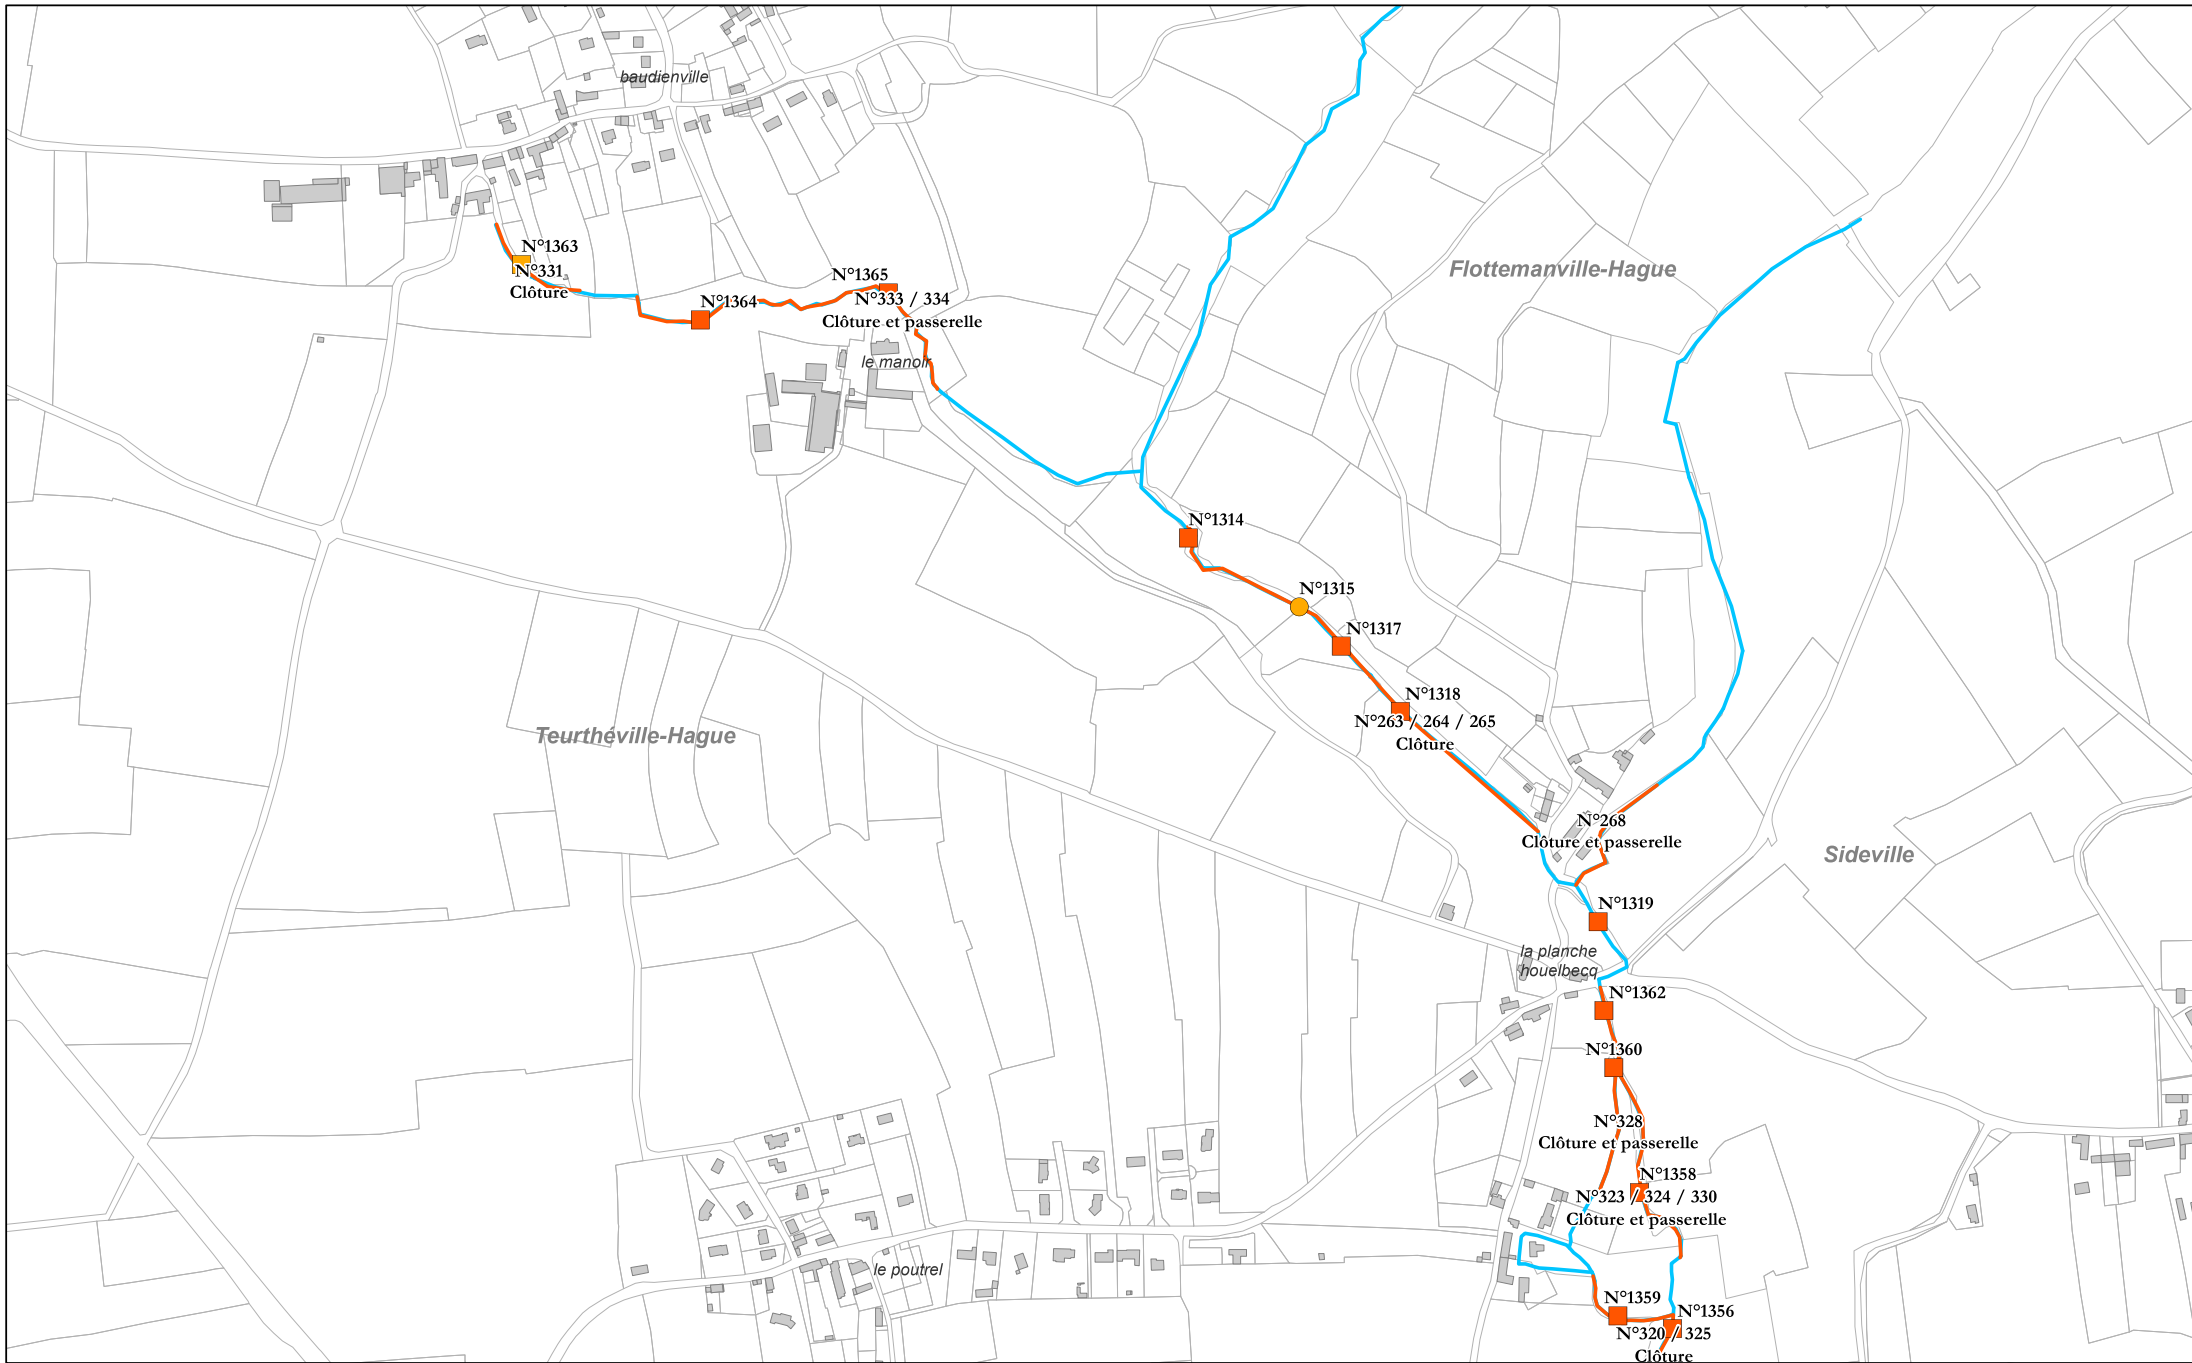 baudienville
N°1363
N°331
Clôture
N°1364
N°1365
N°333 / 334
Clôture et passerelle
le manoir
Flottemanville-Hague
N°1314
N°1315
N°1317
N°1318
N°263 / 264 / 265
Clôture
Teurthéville-Hague
N°268
Clôture et passerelle
Sideville
N°1319
la planche
houelbecq
N°1362
N°1360
N°328
Clôture et passerelle
N°1358
N°323 / 324 / 330
Clôture et passerelle
le poutrel
N°1359
N°1356
N°320 / 325
Clôture